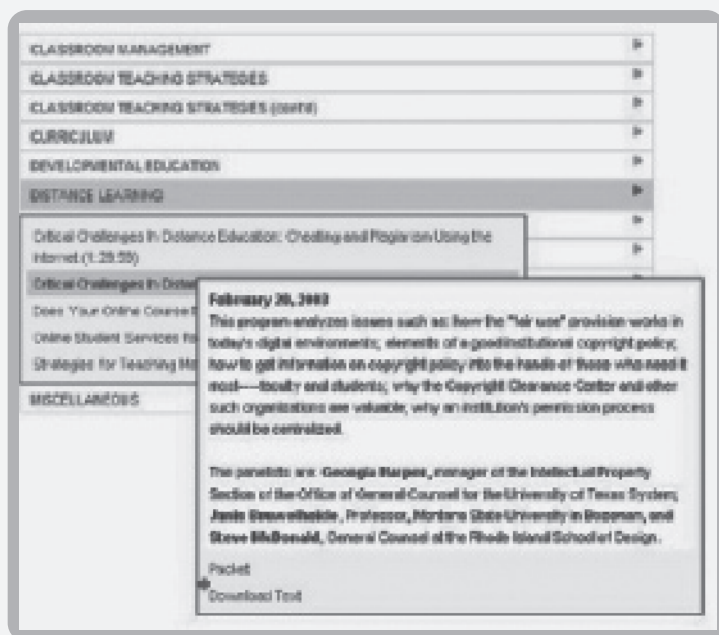 CLASSROOM MANAGEMENT
CLASSROOM TEACHING STRATEGIES
CLASSROOM TEACHING STRATEGIES (contd)
CURRICULUM
DEVELOPMENTAL EDUCATION
DISTANCE LEARNING
Critical Challenges in Distance Education: Cheating and Plagiarism Using the
Internet (1:29:59)
Critical Challenges in Distan
Does Your Online Course
Online Student Services for
Strategies for Teaching
MISCELLANEOUS
February 20, 2003
This program analyzes issues such as: how the "fair use" provision works in
today's digital environments; elements of a good institutional copyright policy;
how to get information on copyright policy into the hands of those who need it
most—faculty and students; why the Copyright Clearance Center and other
such organizations are valuable; why an institution's permission process
should be centralized.
The panelists are: Georgia Harper, manager of the Intellectual Property
Section of the Office of General Counsel for the University of Texas System;
Janis Professor, Montana State University in Bozeman, and
Steve McDonald, General Counsel at the Rhode Island School of Design.
Packet
Download Text